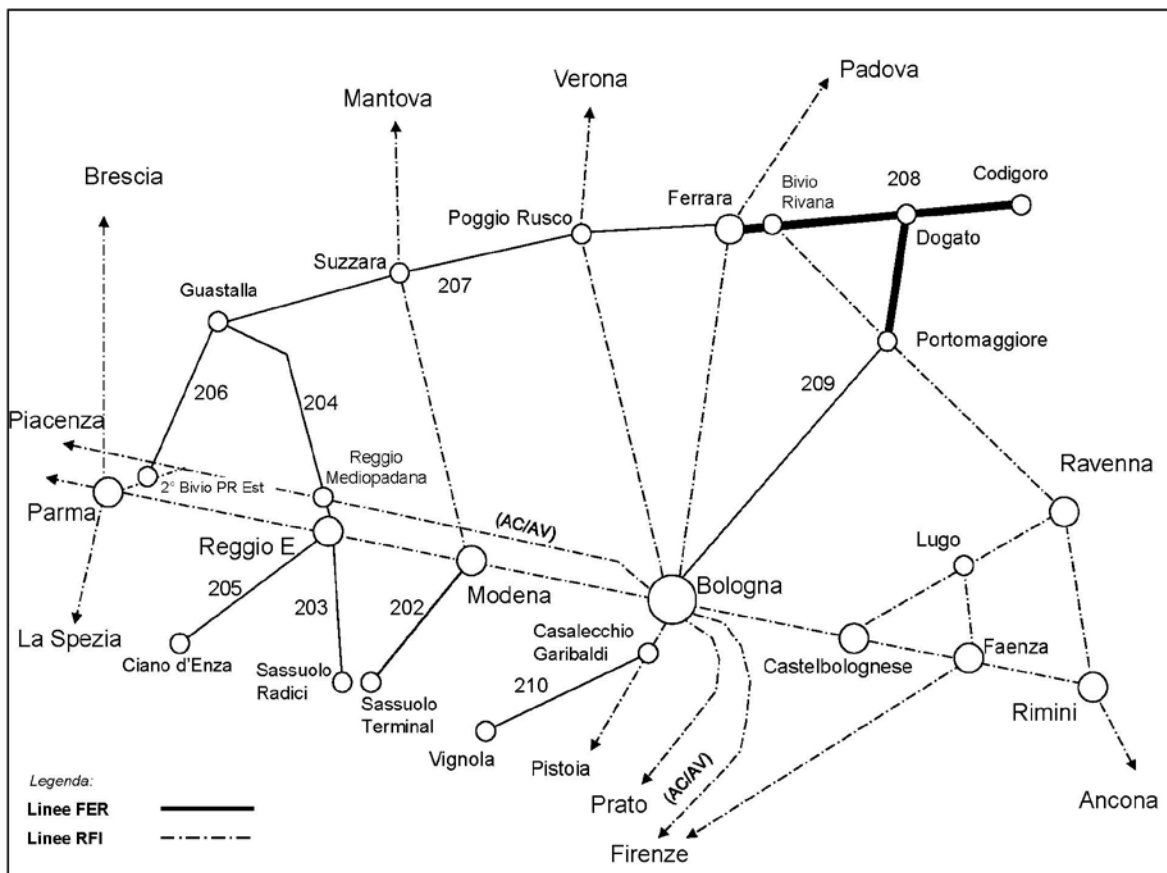 Padova
Verona
Mantova
Brescia
Ferrara
Bivio
Rivana
208
Codigoro
Poggio Rusco
Dogato
Suzzara
207
Guastalla
Portomaggiore
206
204
209
Piacenza
Reggio
Mediopadana
Ravenna
2° Bivio PR Est
Parma
(AC/AV)
Reggio E
Lugo
205
203
202
Modena
Bologna
La Spezia
Ciano d'Enza
Casalecchio
Garibaldi
Castelbolognese
Faenza
Sassuolo
Radici
Sassuolo
Terminal
210
Rimini
Vignola
Pistoia
(AC/AV)
Prato
Ancona
Firenze
Legenda:
Linee FER
Linee RFI